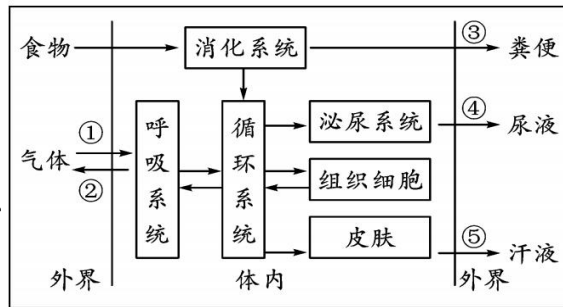 食物
消化系统
③
粪便
①
气体
②
呼吸系统
循环系统
泌尿系统
④
尿液
组织细胞
皮肤
⑤
汗液
外界
体内
外界